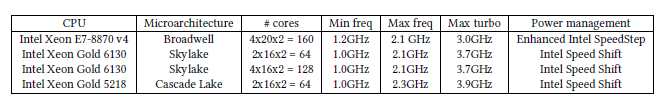 CPU Microarchitecture # cores Min freq Max freq Max turbo Power management
Intel Xeon E7-8870 v4 Broadwell 4x20x2 = 160 1.2GHz 2.1 GHz 3.0GHz Enhanced Intel SpeedStep
Intel Xeon Gold 6130 Skylake 2x16x2 = 64 1.0GHz 2.1GHz 3.7GHz Intel Speed Shift
Intel Xeon Gold 6130 Skylake 4x16x2 = 128 1.0GHz 2.1GHz 3.7GHz Intel Speed Shift
Intel Xeon Gold 5218 Cascade Lake 2x16x2 = 64 1.0GHz 2.3GHz 3.9GHz Intel Speed Shift